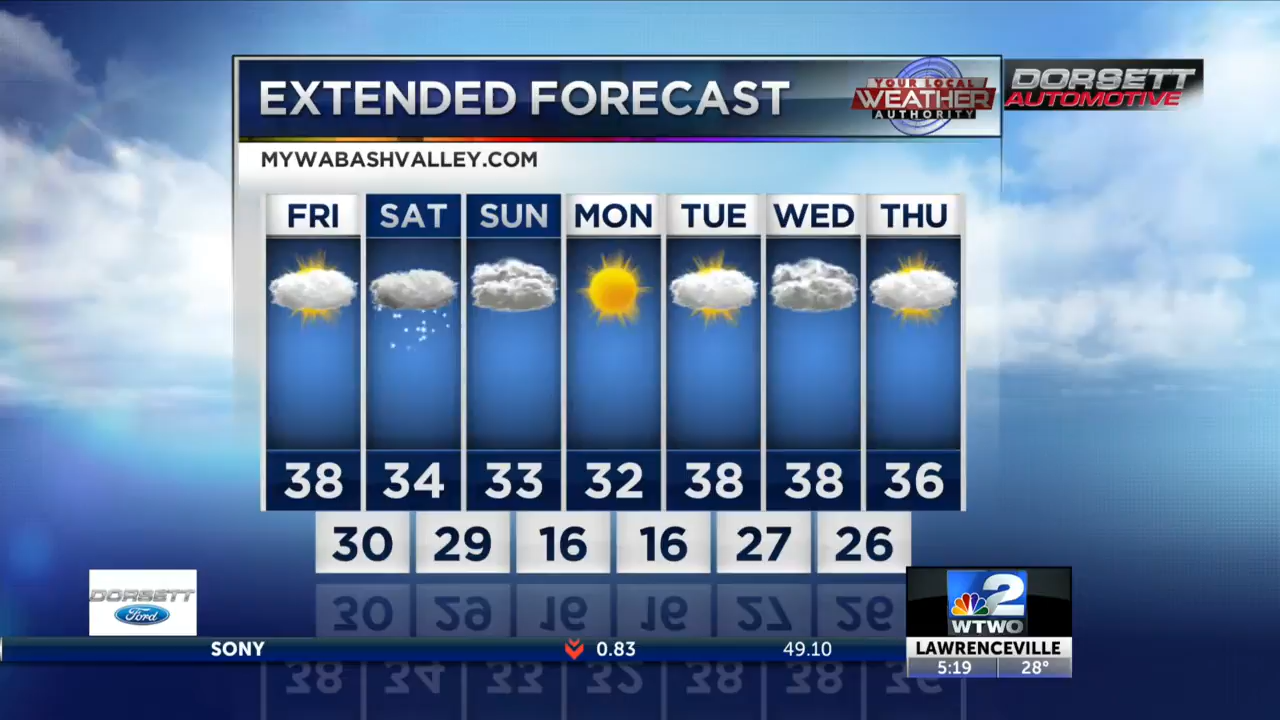 EXTENDED FORECAST
YOUR LOCAL
WEATHER
AUTHORITY
DORSETT
AUTOMOTIVE
MYWABASHVALLEY.COM
FRI SAT SUN MON TUE WED THU
38 34 33 32 38 38 36
30 29 16 16 27 26
DORSETT
Ford
2
WTWO
SONY 0.83 49.10
LAWRENCEVILLE
5:19 28°